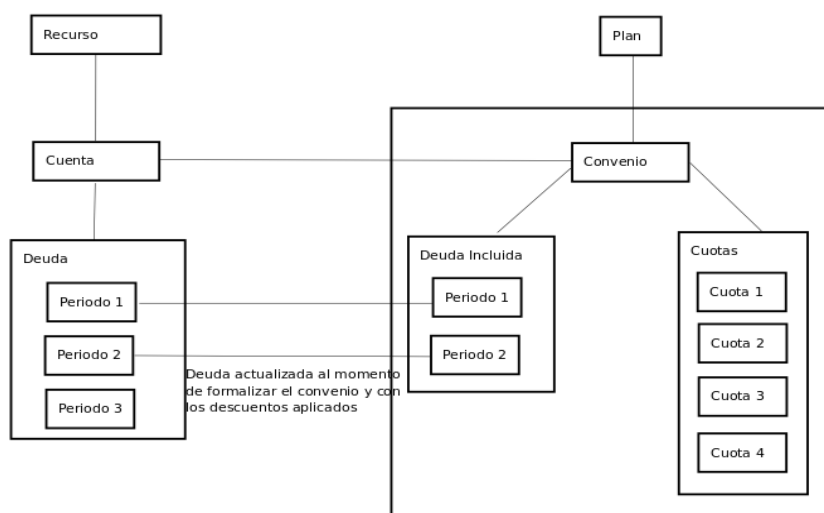 Recurso
Plan
Cuenta
Convenio
Deuda
Periodo 1
Periodo 2
Periodo 3
Deuda actualizada al momento
de formalizar el convenio y con
los descuentos aplicados
Deuda Incluida
Periodo 1
Periodo 2
Cuotas
Cuota 1
Cuota 2
Cuota 3
Cuota 4